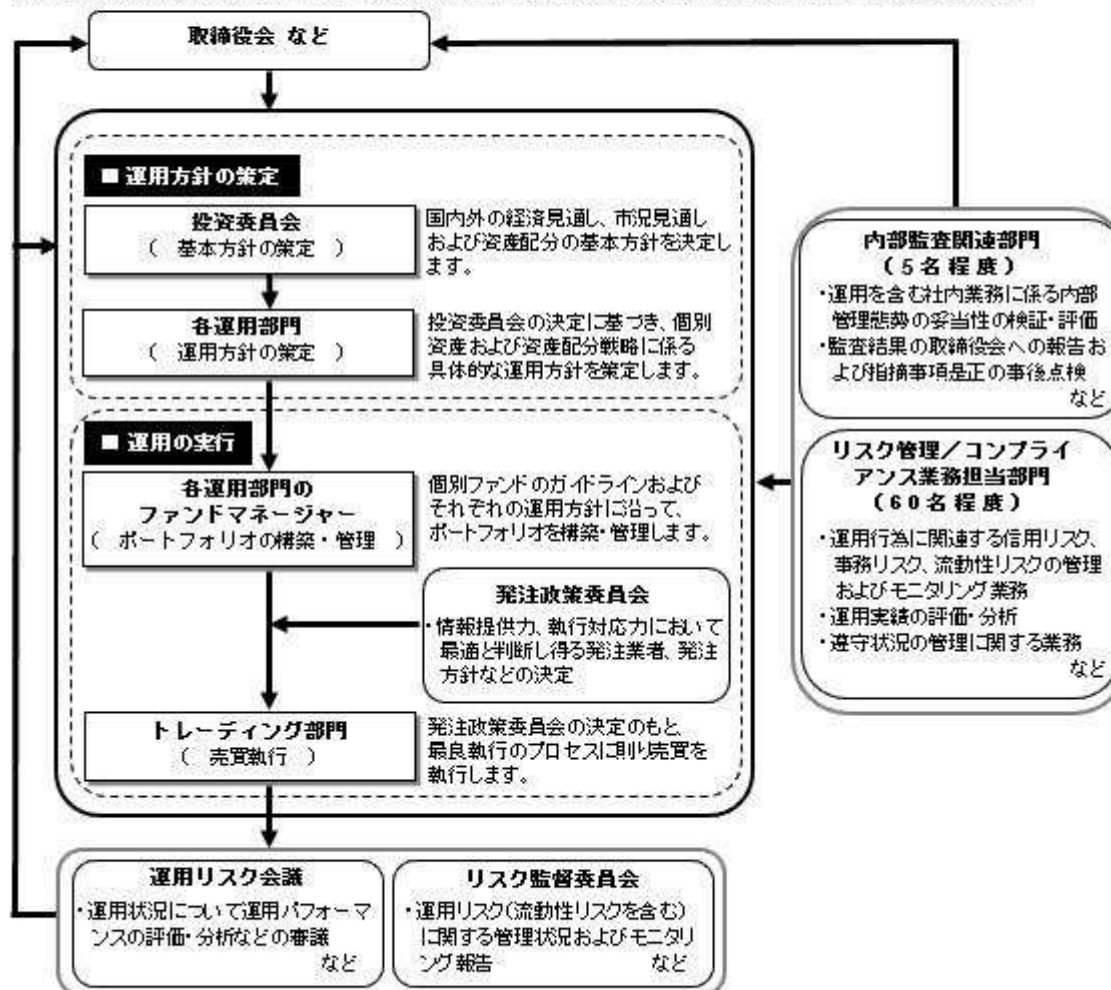 取締役会 など
■ 運用方針の策定
投資委員会
( 基本方針の策定 )
国内外の経済見通し、市況見通し
および資産配分の基本方針を決定し
ます。
各運用部門
( 運用方針の策定 )
投資委員会の決定に基づき、個別
資産および資産配分戦略に係る
具体的な運用方針を策定します。
■ 運用の実行
各運用部門の
ファンドマネージャー
( ポートフォリオの構築・管理 )
個別ファンドのガイドラインおよび
それぞれの運用方針に沿って、
ポートフォリオを構築・管理します。
発注政策委員会
・情報提供力、執行対応力において
最適と判断し得る発注業者、発注
方針などの決定
トレーディング部門
( 売買執行 )
発注政策委員会の決定のもと、
最良執行のプロセスに則り売買を
執行します。
内部監査関連部門
(5名程度)
・運用を含む社内業務に係る内部
管理態勢の妥当性の検証・評価
・監査結果の取締役会への報告お
よび指摘事項是正の事後点検
など
リスク管理/コンプライ
アンス業務担当部門
(60名程度)
・運用行為に関連する信用リスク、
事務リスク、流動性リスクの管理
およびモニタリング業務
・運用実績の評価・分析
・遵守状況の管理に関する業務
など
運用リスク会議
・運用状況について運用パフォーマ
ンスの評価・分析などの審議
など
リスク監督委員会
・運用リスク(流動性リスクを含む)
に関する管理状況およびモニタリ
ング報告 など